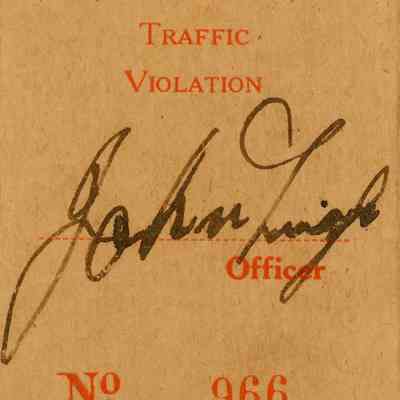 TRAFFIC
VIOLATION
John
Officer
No 966